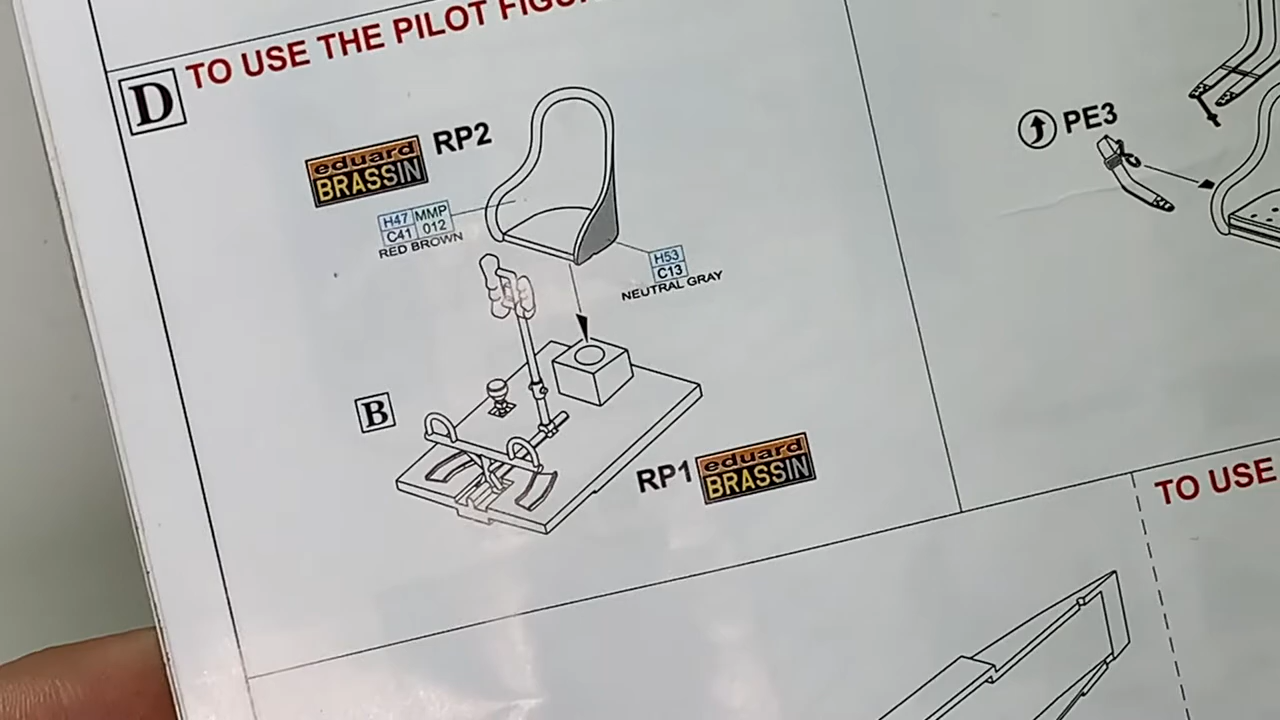 D
TO USE THE PILOT
eduard
BRASSIN
RP2
H47 MMP
C41 012
RED BROWN
H53
C13
NEUTRAL GRAY
B
RP1
eduard
BRASSIN
PE3
TO USE